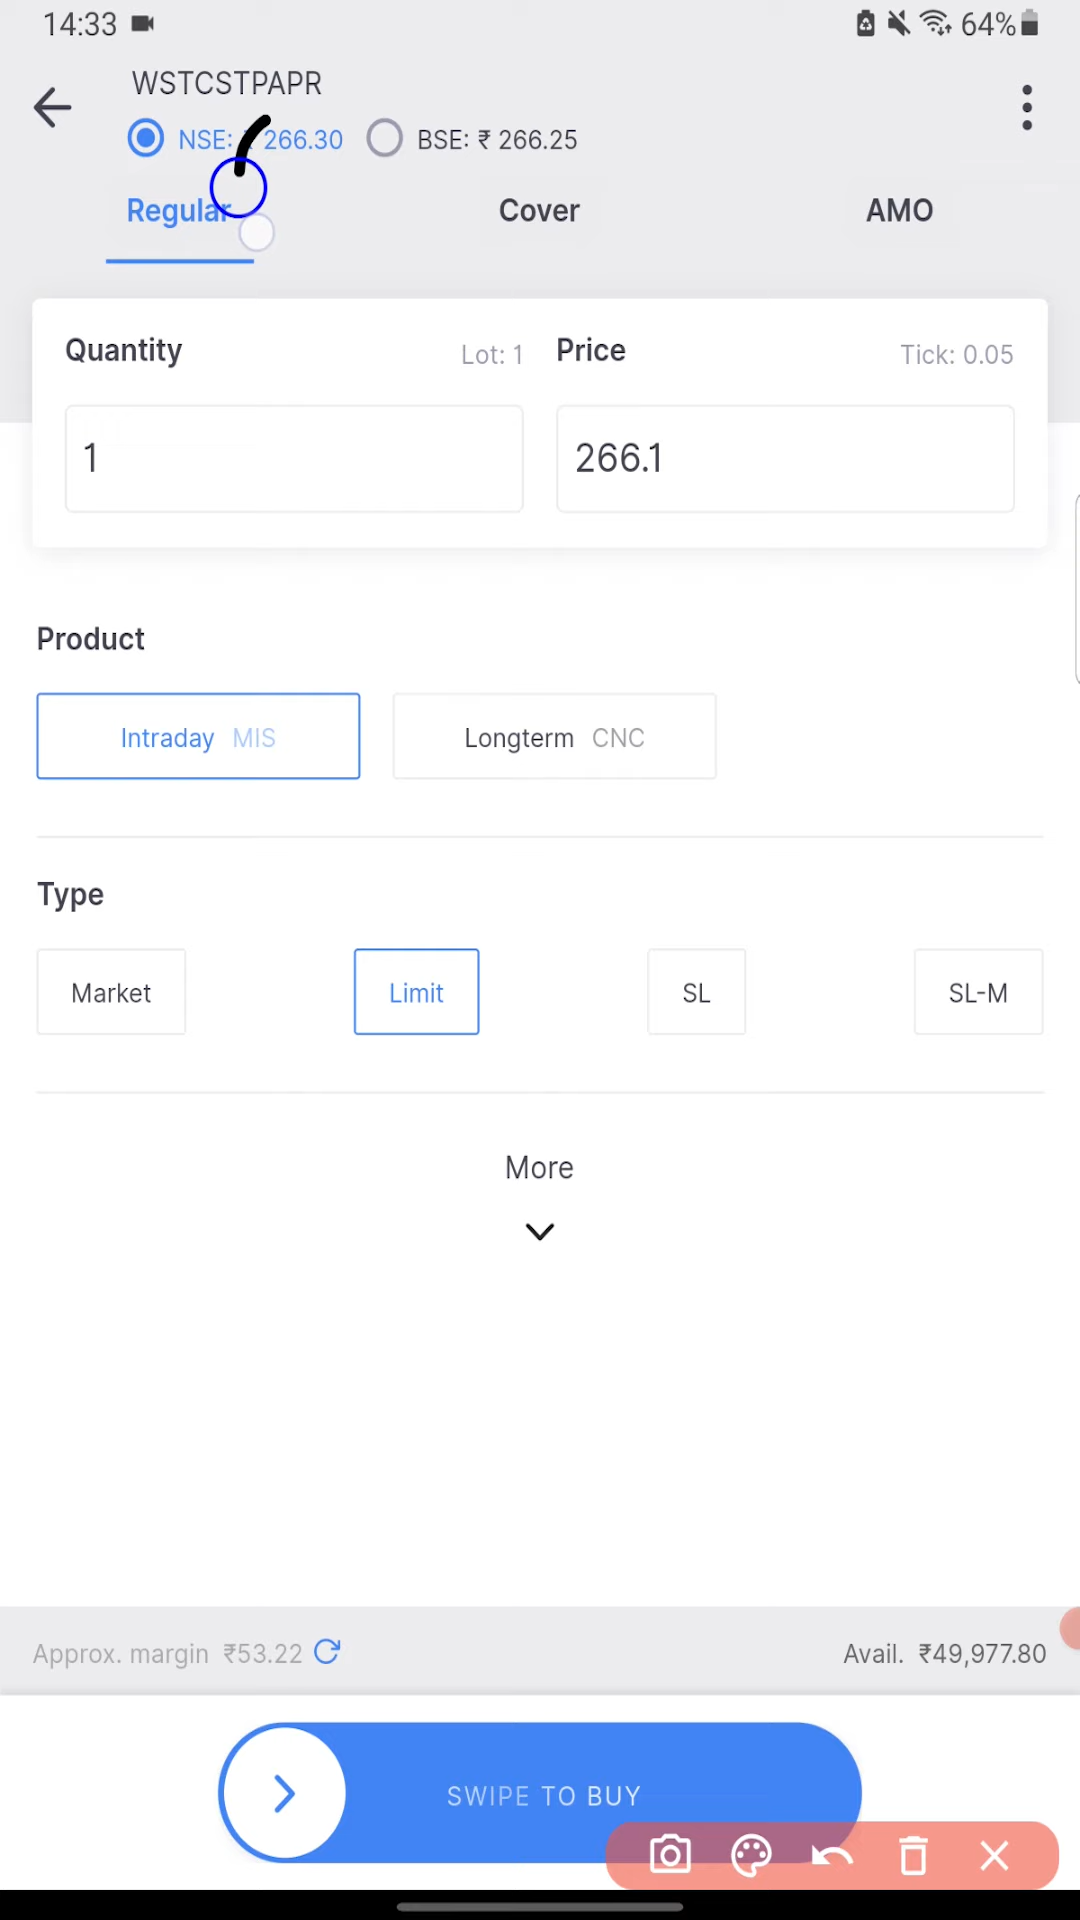 14:33 64%
WSTCSTPAPR
NSE: 266.30 BSE: ₹ 266.25
Regular Cover AMO
Quantity Lot: 1 Price Tick: 0.05
1 266.1
Product
Intraday MIS Longterm CNC
Type
Market Limit SL SL-M
More
Approx. margin ₹53.22 Avail. ₹49,977.80
SWIPE TO BUY